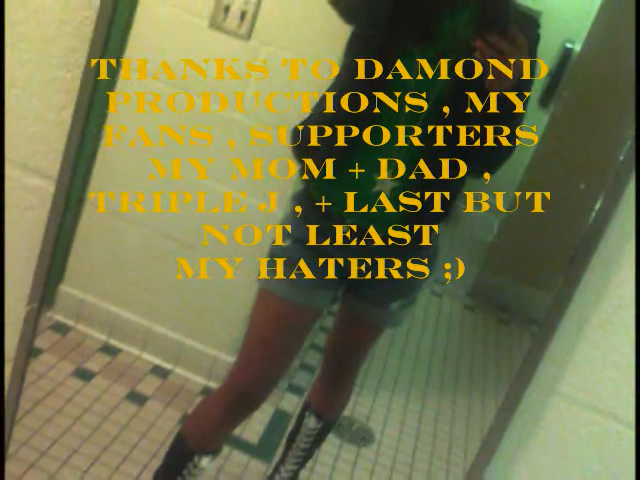 THANKS TO DAMOND
PRODUCTIONS , MY
FANS , SUPPORTERS
MY MOM + DAD ,
TRIPLE J , + LAST BUT
NOT LEAST
MY HATERS ;)